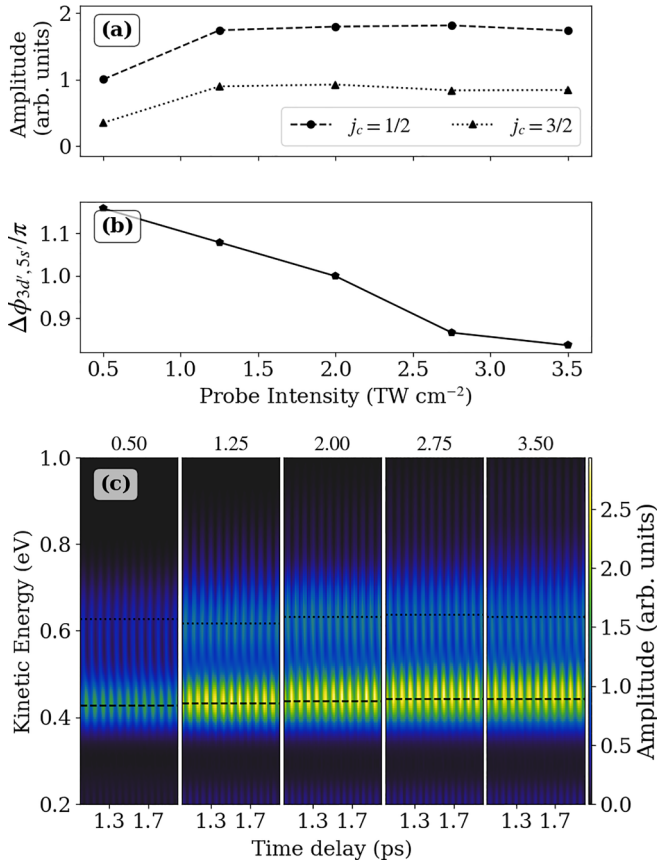 (a)
Amplitude
(arb. units)
2
1
0
j_c = 1/2
j_c = 3/2
(b)
Δϕ_{3d′,5s′}/π
1.1
1.0
0.9
0.5 1.0 1.5 2.0 2.5 3.0 3.5
Probe Intensity (TW cm⁻²)
0.50 1.25 2.00 2.75 3.50
(c)
Kinetic Energy (eV)
1.0
0.8
0.6
0.4
0.2
1.3 1.7 1.3 1.7 1.3 1.7 1.3 1.7 1.3 1.7
Time delay (ps)
2.5
2.0
1.5
1.0
0.5
0.0
Amplitude (arb. units)